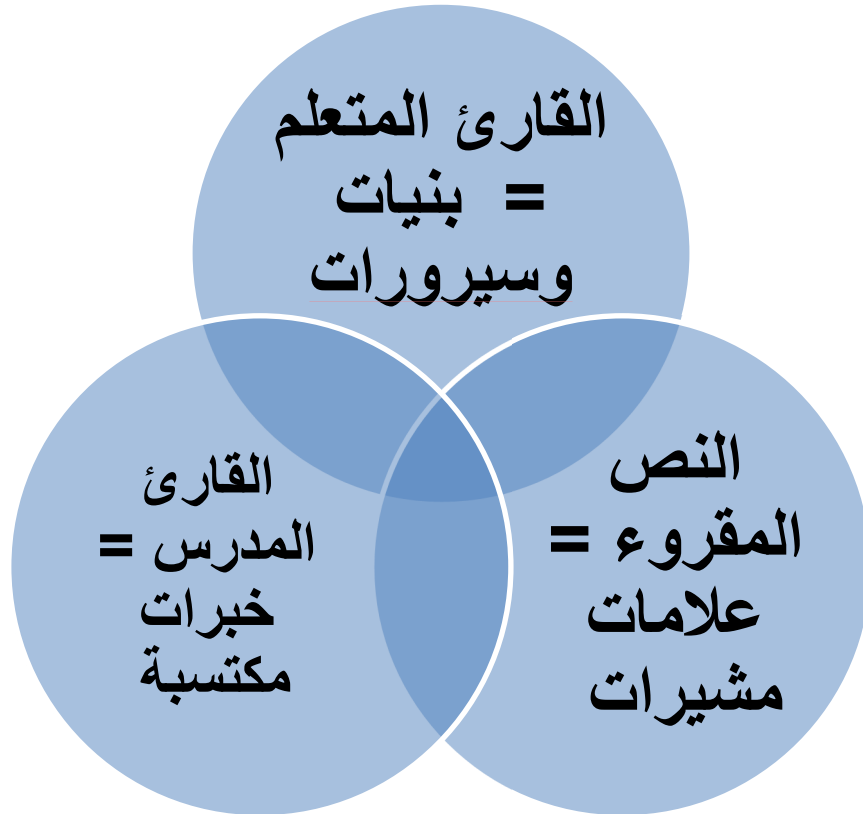 القارئ المتعلم
= بنيات
وسيرورات
النص
المقروء =
علامات
مشيرات
القارئ
المدرس =
خبرات
مكتسبة